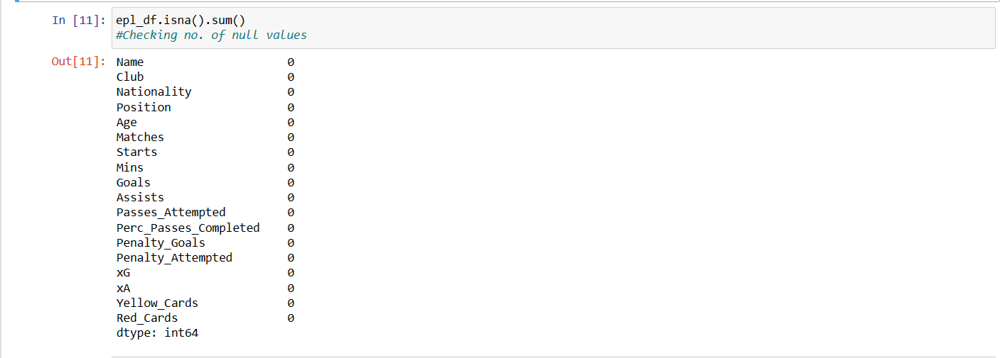 In [11]: epl_df.isna().sum()
#Checking no. of null values
Out[11]: Name 0
Club 0
Nationality 0
Position 0
Age 0
Matches 0
Starts 0
Mins 0
Goals 0
Assists 0
Passes_Attempted 0
Perc_Passes_Completed 0
Penalty_Goals 0
Penalty_Attempted 0
xG 0
xA 0
Yellow_Cards 0
Red_Cards 0
dtype: int64